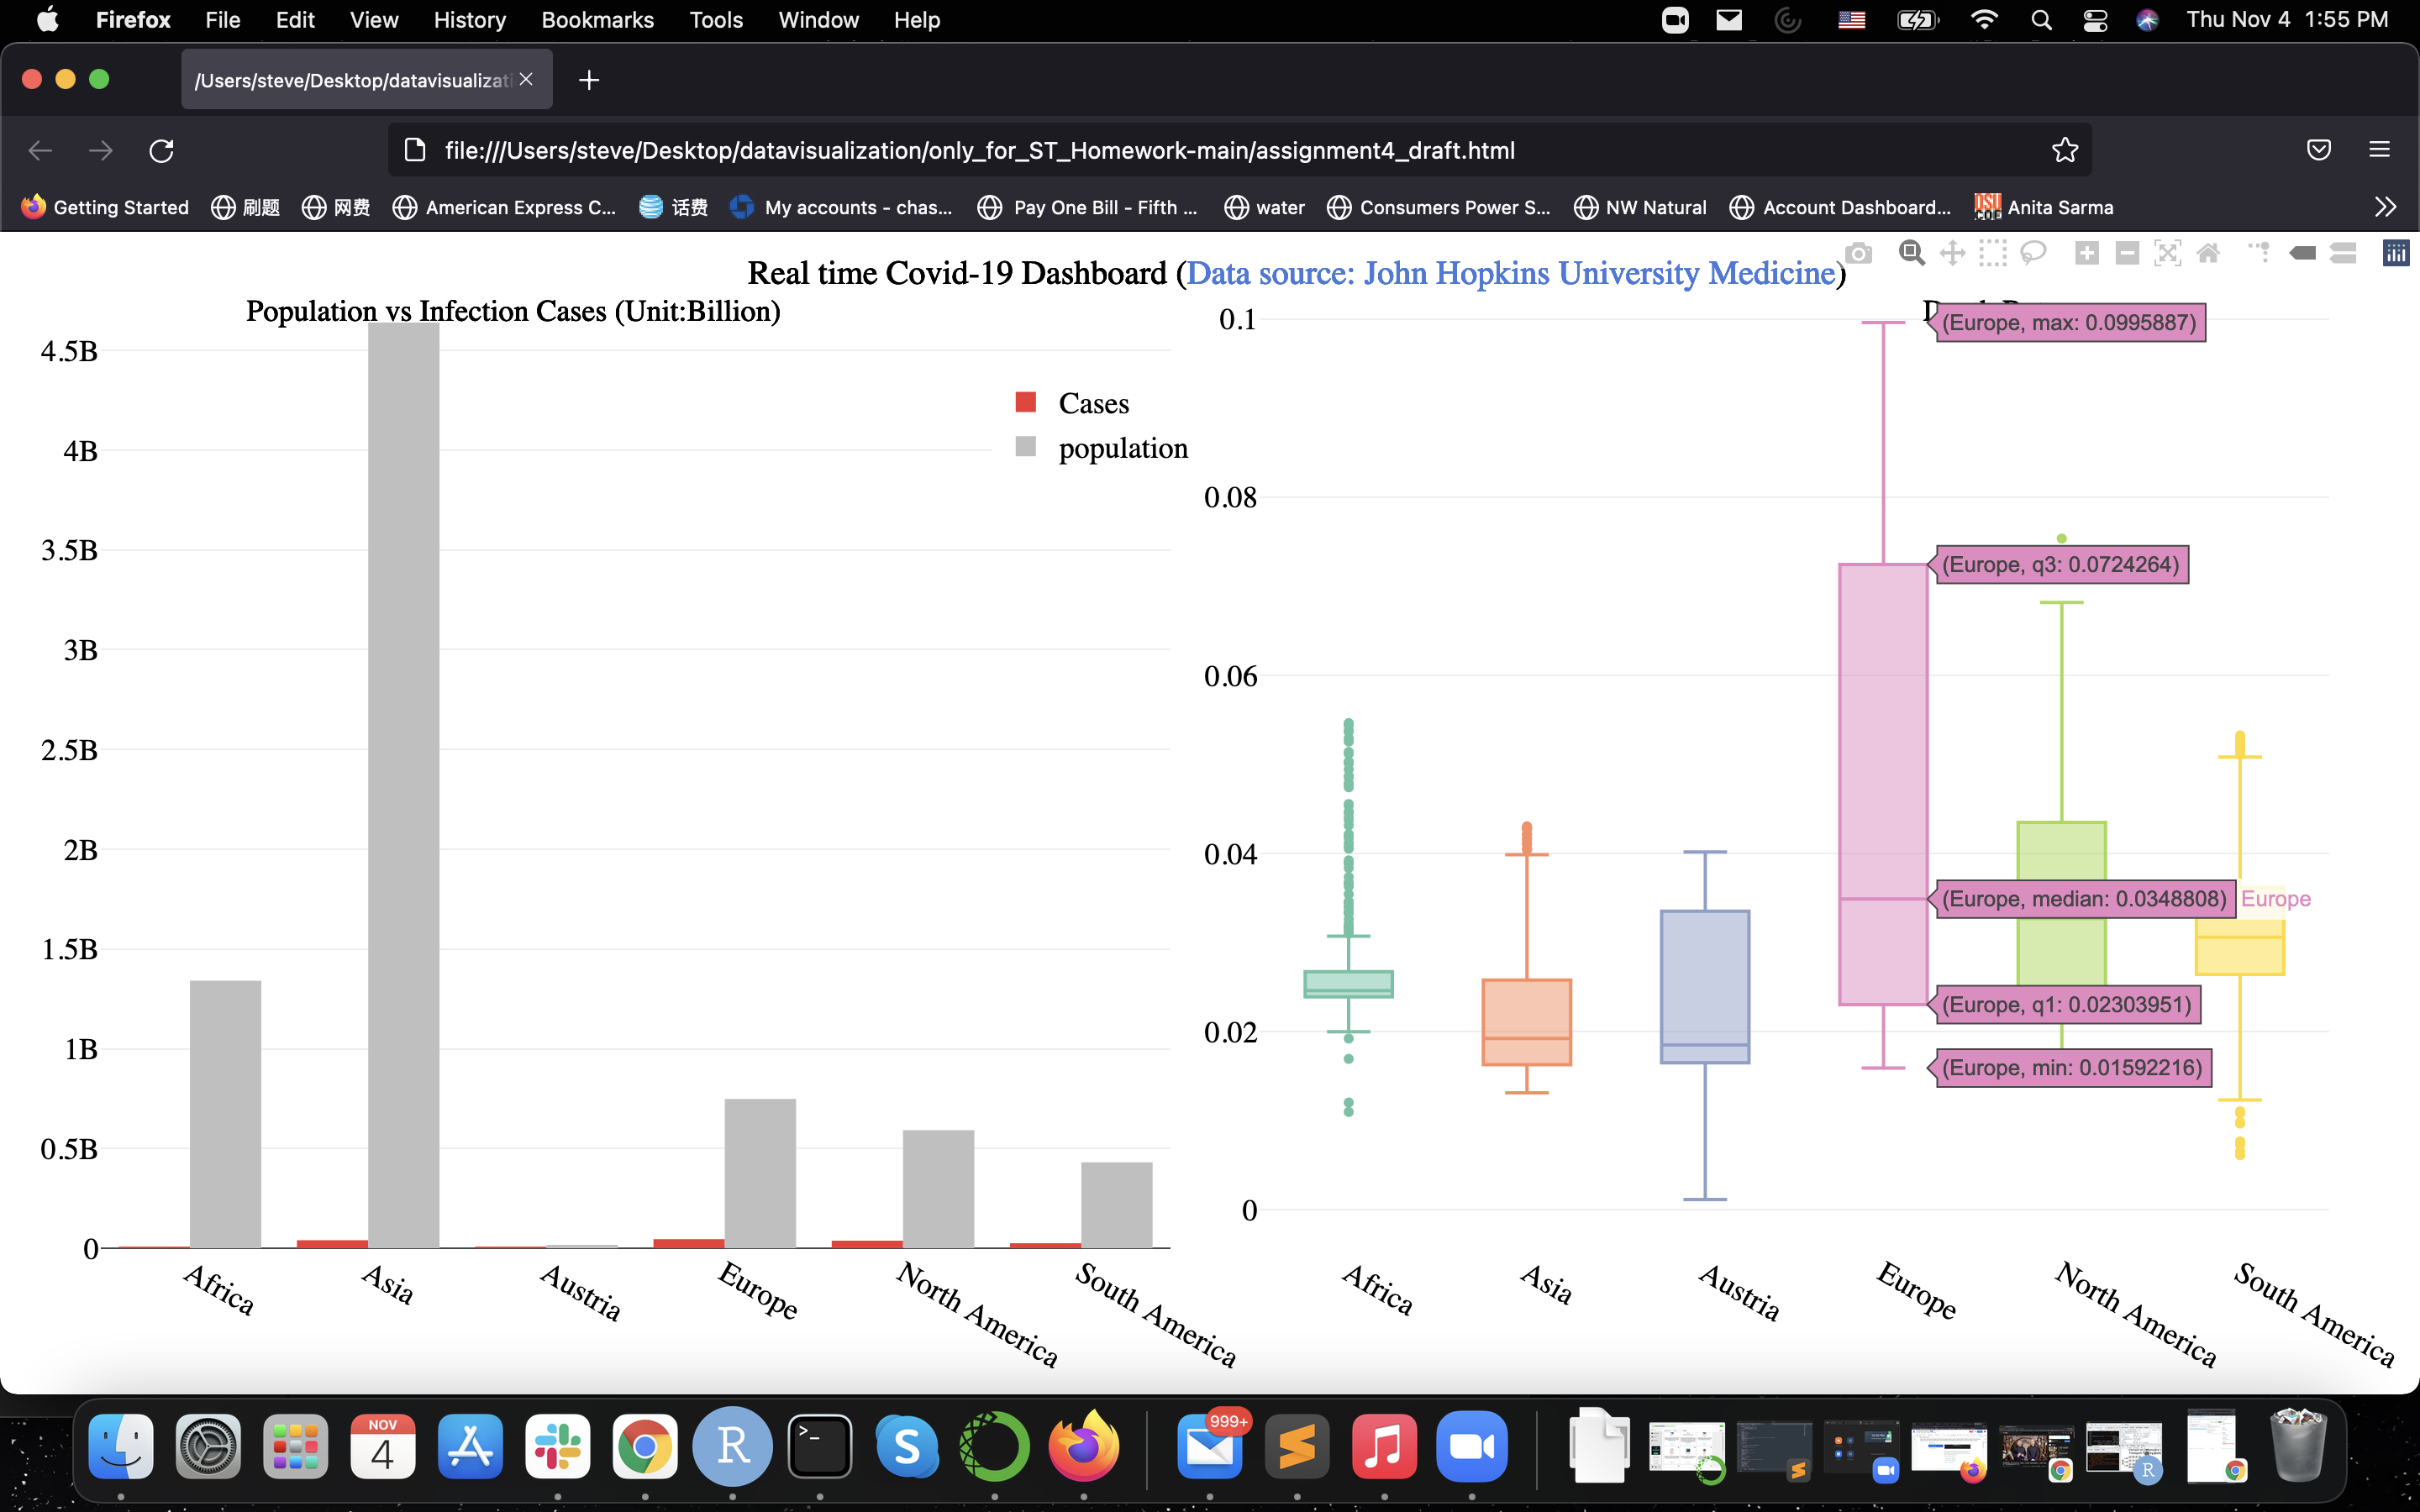 Firefox File Edit View History Bookmarks Tools Window Help Thu Nov 4 1:55 PM
/Users/steve/Desktop/datavisualizati
file:///Users/steve/Desktop/datavisualization/only_for_ST_Homework-main/assignment4_draft.html
Getting Started 刷题 网费 American Express C... 话费 My accounts - chas... Pay One Bill - Fifth ... water Consumers Power S... NW Natural Account Dashboard... OSU COE Anita Sarma
Real time Covid-19 Dashboard (Data source: John Hopkins University Medicine)
Population vs Infection Cases (Unit:Billion)
4.5B
4B
3.5B
3B
2.5B
2B
1.5B
1B
0.5B
0
Cases
population
Africa
Asia
Austria
Europe
North America
South America
0.1
0.08
0.06
0.04
0.02
0
(Europe, max: 0.0995887)
(Europe, q3: 0.0724264)
(Europe, median: 0.0348808) Europe
(Europe, q1: 0.02303951)
(Europe, min: 0.01592216)
Africa
Asia
Austria
Europe
North America
South America
NOV
4
R
>_
S
999+
R